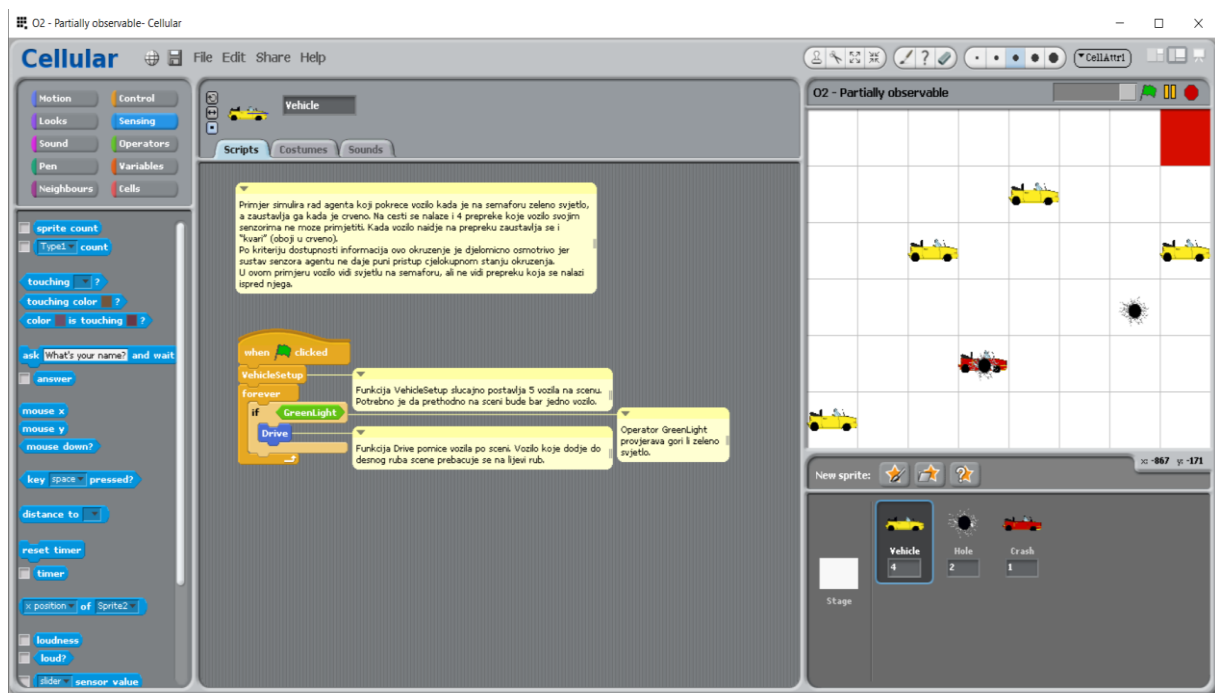 O2 - Partially observable- Cellular
Cellular
File Edit Share Help
CellAttr1
Motion Control
Looks Sensing
Sound Operators
Pen Variables
Neighbours Cells
sprite count
Type1 count
touching ?
touching color ?
color is touching ?
ask What's your name? and wait
answer
mouse x
mouse y
mouse down?
key space pressed?
distance to
reset timer
timer
x position of Sprite2
loudness
loud?
slider sensor value
Vehicle
Scripts Costumes Sounds
Primjer simulira rad agenta koji pokrece vozilo kada je na semaforu zeleno svjetlo,
a zaustavlja ga kada je crveno. Na cesti se nalaze i 4 prepreke koje vozilo svojim
senzorima ne moze primjetiti. Kada vozilo naidje na prepreku zaustavlja se i
"kvari" (oboji u crveno).
Po kriteriju dostupnosti informacija ovo okruzenje je djelomicno osmotrivo jer
sustav senzora agentu ne daje puni pristup cjelokupnom stanju okruzenja.
U ovom primjeru vozilo vidi svjetlu na semaforu, ali ne vidi prepreku koja se nalazi
ispred njega.
when clicked
VehicleSetup
forever
if GreenLight
Drive
Funkcija VehicleSetup slucajno postavlja 5 vozila na scenu.
Potrebno je da prethodno na sceni bude bar jedno vozilo.
Operator GreenLight
provjerava gori li zeleno
svjetlo.
Funkcija Drive pomice vozila po sceni. Vozilo koje dodje do
desnog ruba scene prebacuje se na lijevi rub.
O2 - Partially observable
x: -867 y: -171
New sprite:
Vehicle Hole Crash
4 2 1
Stage